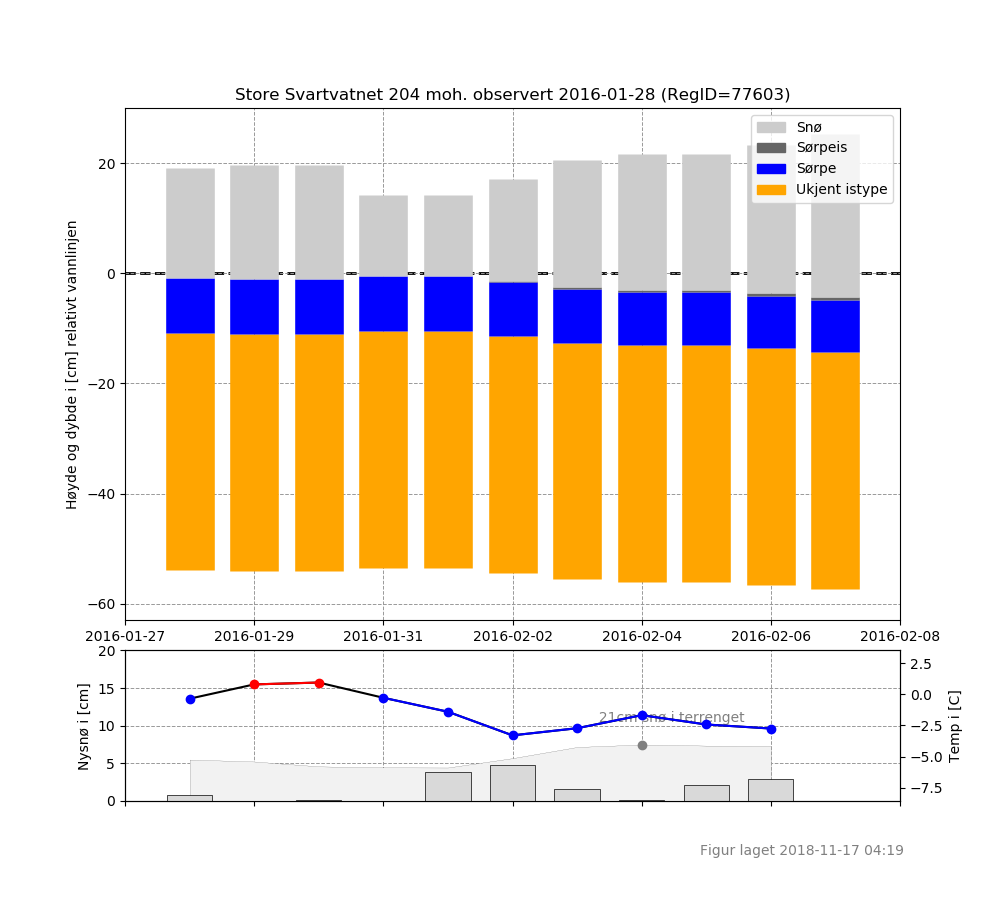 Store Svartvatnet 204 moh. observert 2016-01-28 (RegID=77603)
Snø
Sørpeis
Sørpe
Ukjent istype
Høyde og dybde i [cm] relativt vannlinjen
20
0
−20
−40
−60
2016-01-27 2016-01-29 2016-01-31 2016-02-02 2016-02-04 2016-02-06 2016-02-08
Nysnø i [cm]
20
15
10
5
0
21cm snø i terrenget
2.5
0.0
−2.5
−5.0
−7.5
Temp i [C]
Figur laget 2018-11-17 04:19